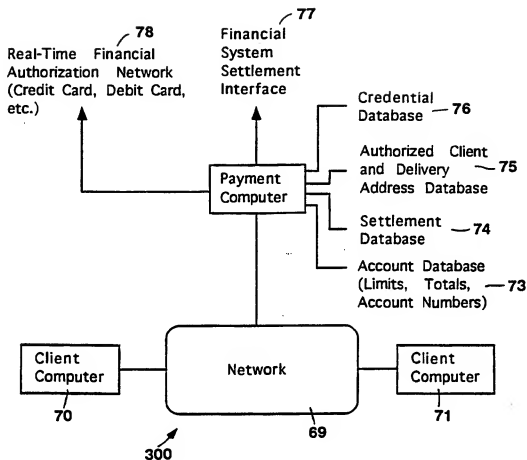 78
Real-Time Financial
Authorization Network
(Credit Card, Debit Card,
etc.)
77
Financial
System
Settlement
Interface
Credential
Database
76
Authorized Client
and Delivery
Address Database
75
Payment
Computer
Settlement
Database
74
Account Database
(Limits, Totals,
Account Numbers)
73
Client
Computer
70
Network
69
Client
Computer
71
300